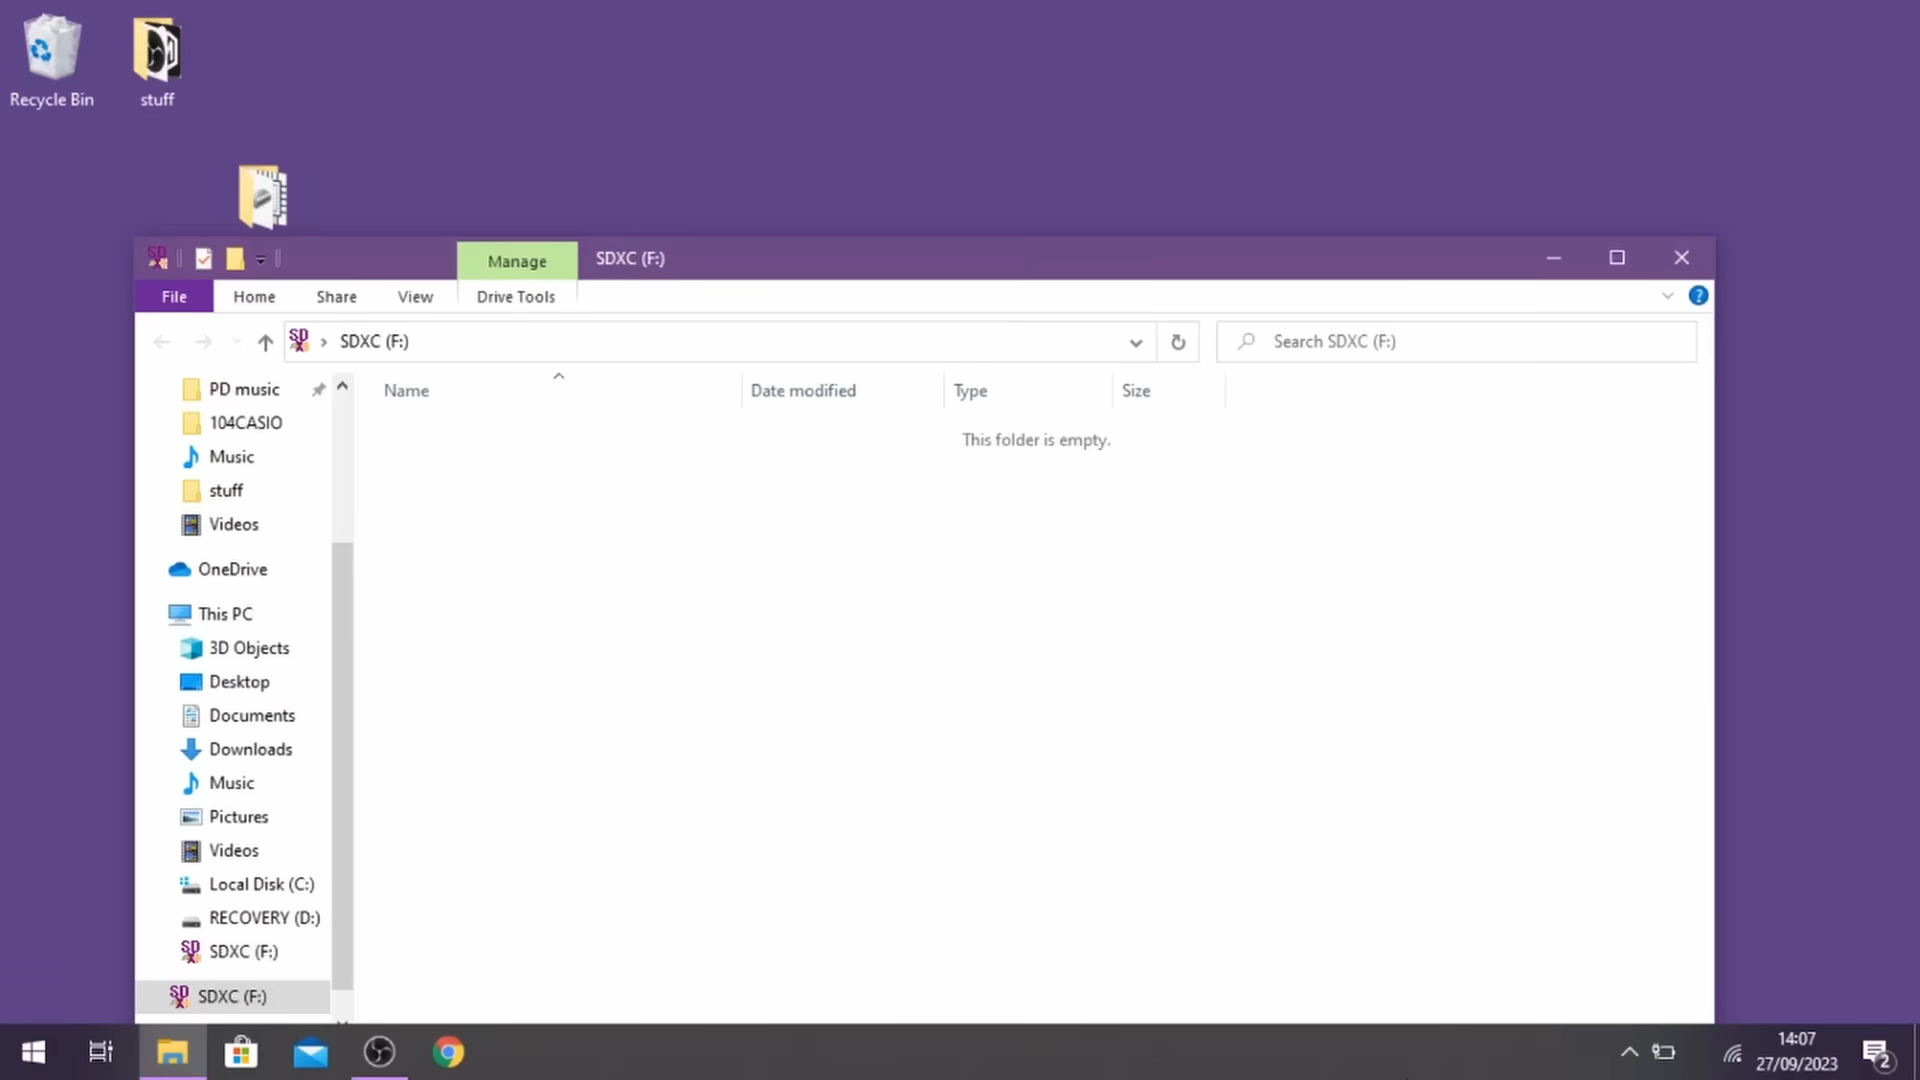 Recycle Bin
stuff
Manage
SDXC (F:)
File
Home
Share
View
Drive Tools
SDXC (F:)
Search SDXC (F:)
Name
Date modified
Type
Size
This folder is empty.
PD music
104CASIO
Music
stuff
Videos
OneDrive
This PC
3D Objects
Desktop
Documents
Downloads
Music
Pictures
Videos
Local Disk (C:)
RECOVERY (D:)
SDXC (F:)
SDXC (F:)
14:07
27/09/2023
2